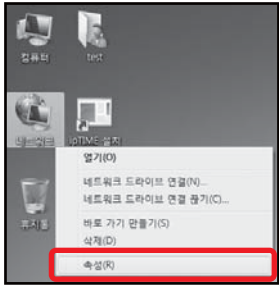 컴퓨터
test
네트워크
ipTIME 설치
휴지통
열기(O)
네트워크 드라이브 연결(N)...
네트워크 드라이브 연결 끊기(C)...
바로 가기 만들기(S)
삭제(D)
속성(R)